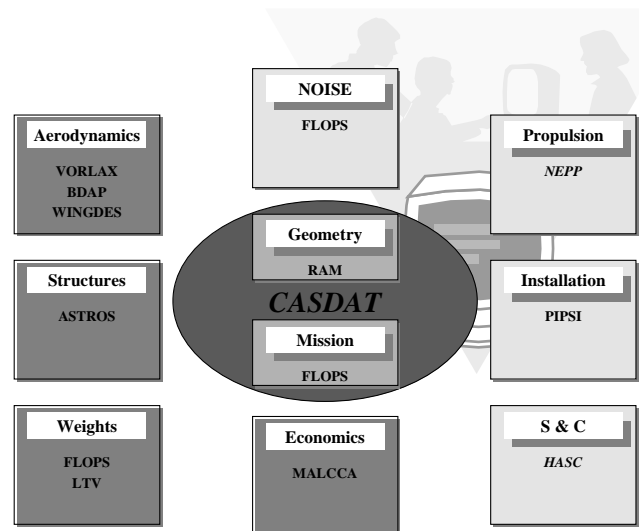 NOISE
FLOPS
Aerodynamics
VORLAX
BDAP
WINGDES
Propulsion
NEPP
Geometry
RAM
CASDAT
Structures
ASTROS
Installation
PIPSI
Mission
FLOPS
Weights
FLOPS
LTV
Economics
MALCCA
S & C
HASC